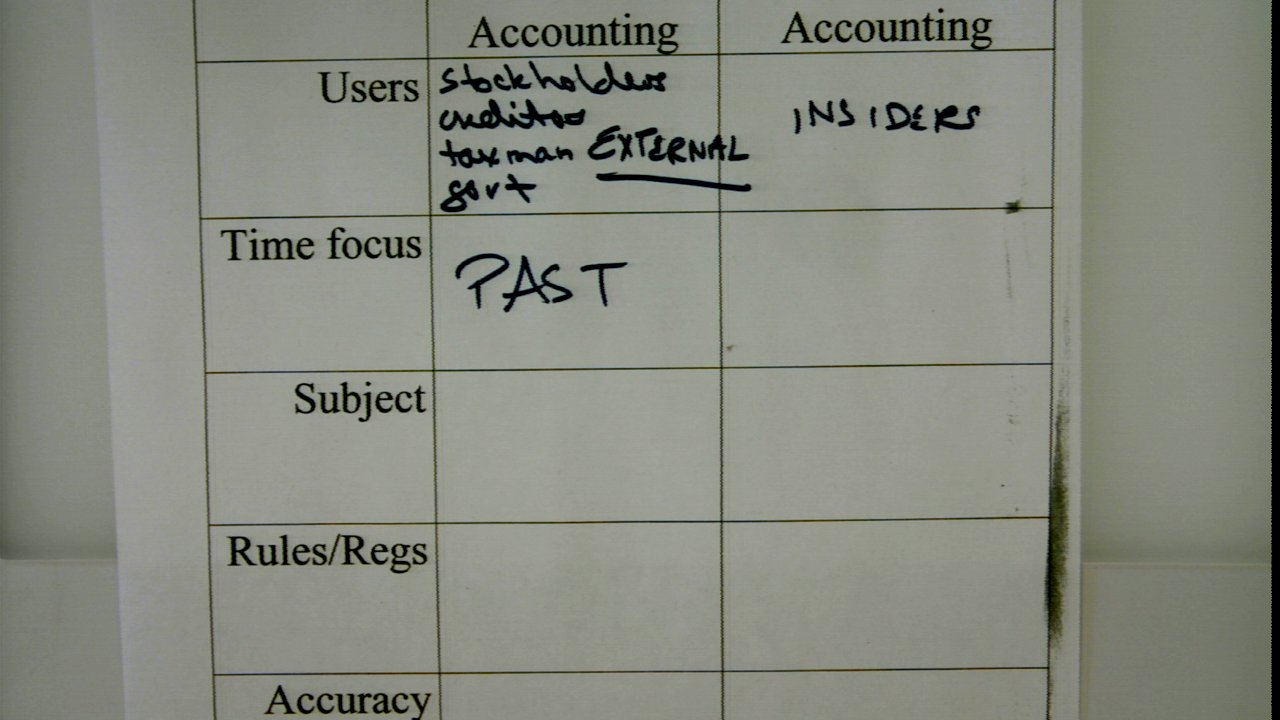 Accounting Accounting
Users
stockholders
creditors
taxman EXTERNAL
govt
INSIDERS
Time focus
PAST
Subject
Rules/Regs
Accuracy